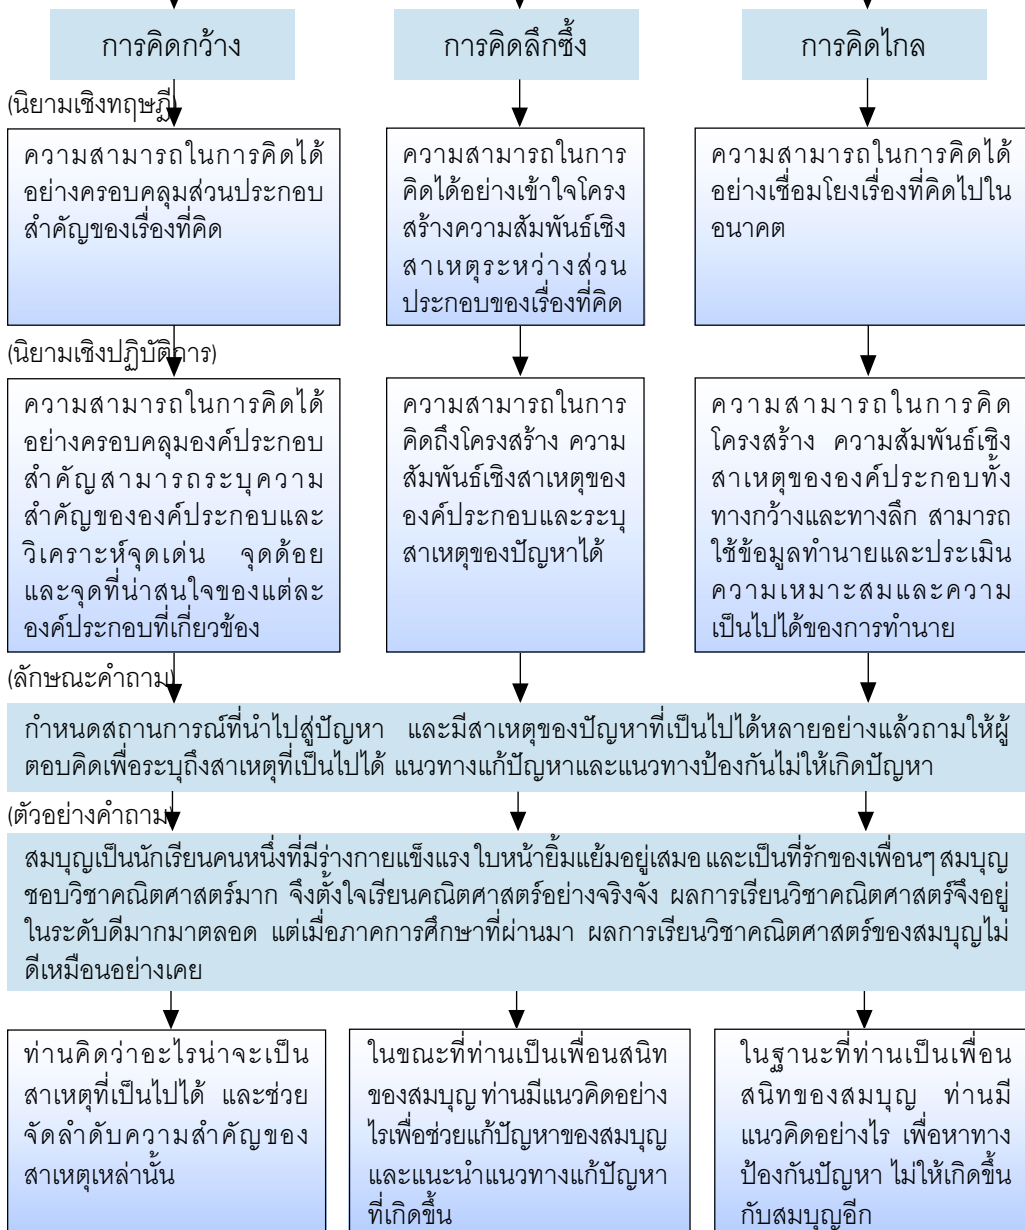 การคิดกว้าง
การคิดลึกซึ้ง
การคิดไกล
(นิยามเชิงทฤษฎี)
ความสามารถในการคิดได้
อย่างครอบคลุมส่วนประกอบ
สำคัญของเรื่องที่คิด
ความสามารถในการ
คิดได้อย่างเข้าใจโครง
สร้างความสัมพันธ์เชิง
สาเหตุระหว่างส่วน
ประกอบของเรื่องที่คิด
ความสามารถในการคิดได้
อย่างเชื่อมโยงเรื่องที่คิดไปใน
อนาคต
(นิยามเชิงปฏิบัติการ)
ความสามารถในการคิดได้
อย่างครอบคลุมองค์ประกอบ
สำคัญสามารถระบุความ
สำคัญขององค์ประกอบและ
วิเคราะห์จุดเด่น จุดด้อย
และจุดที่น่าสนใจของแต่ละ
องค์ประกอบที่เกี่ยวข้อง
ความสามารถในการ
คิดถึงโครงสร้าง ความ
สัมพันธ์เชิงสาเหตุของ
องค์ประกอบและระบุ
สาเหตุของปัญหาได้
ความสามารถในการคิด
โครงสร้าง ความสัมพันธ์เชิง
สาเหตุขององค์ประกอบทั้ง
ทางกว้างและทางลึก สามารถ
ใช้ข้อมูลทำนายและประเมิน
ความเหมาะสมและความ
เป็นไปได้ของการทำนาย
(ลักษณะคำถาม)
กำหนดสถานการณ์ที่นำไปสู่ปัญหา และมีสาเหตุของปัญหาที่เป็นไปได้หลายอย่างแล้วถามให้ผู้
ตอบคิดเพื่อระบุถึงสาเหตุที่เป็นไปได้ แนวทางแก้ปัญหาและแนวทางป้องกันไม่ให้เกิดปัญหา
(ตัวอย่างคำถาม)
สมบุญเป็นนักเรียนคนหนึ่งที่มีร่างกายแข็งแรง ใบหน้ายิ้มแย้มอยู่เสมอ และเป็นที่รักของเพื่อนๆ สมบุญ
ชอบวิชาคณิตศาสตร์มาก จึงตั้งใจเรียนคณิตศาสตร์อย่างจริงจัง ผลการเรียนวิชาคณิตศาสตร์จึงอยู่
ในระดับดีมากมาตลอด แต่เมื่อภาคการศึกษาที่ผ่านมา ผลการเรียนวิชาคณิตศาสตร์ของสมบุญไม่
ดีเหมือนอย่างเคย
ท่านคิดว่าอะไรน่าจะเป็น
สาเหตุที่เป็นไปได้ และช่วย
จัดลำดับความสำคัญของ
สาเหตุเหล่านั้น
ในขณะที่ท่านเป็นเพื่อนสนิท
ของสมบุญ ท่านมีแนวคิดอย่าง
ไรเพื่อช่วยแก้ปัญหาของสมบุญ
และแนะนำแนวทางแก้ปัญหา
ที่เกิดขึ้น
ในฐานะที่ท่านเป็นเพื่อน
สนิทของสมบุญ ท่านมี
แนวคิดอย่างไร เพื่อหาทาง
ป้องกันปัญหา ไม่ให้เกิดขึ้น
กับสมบุญอีก